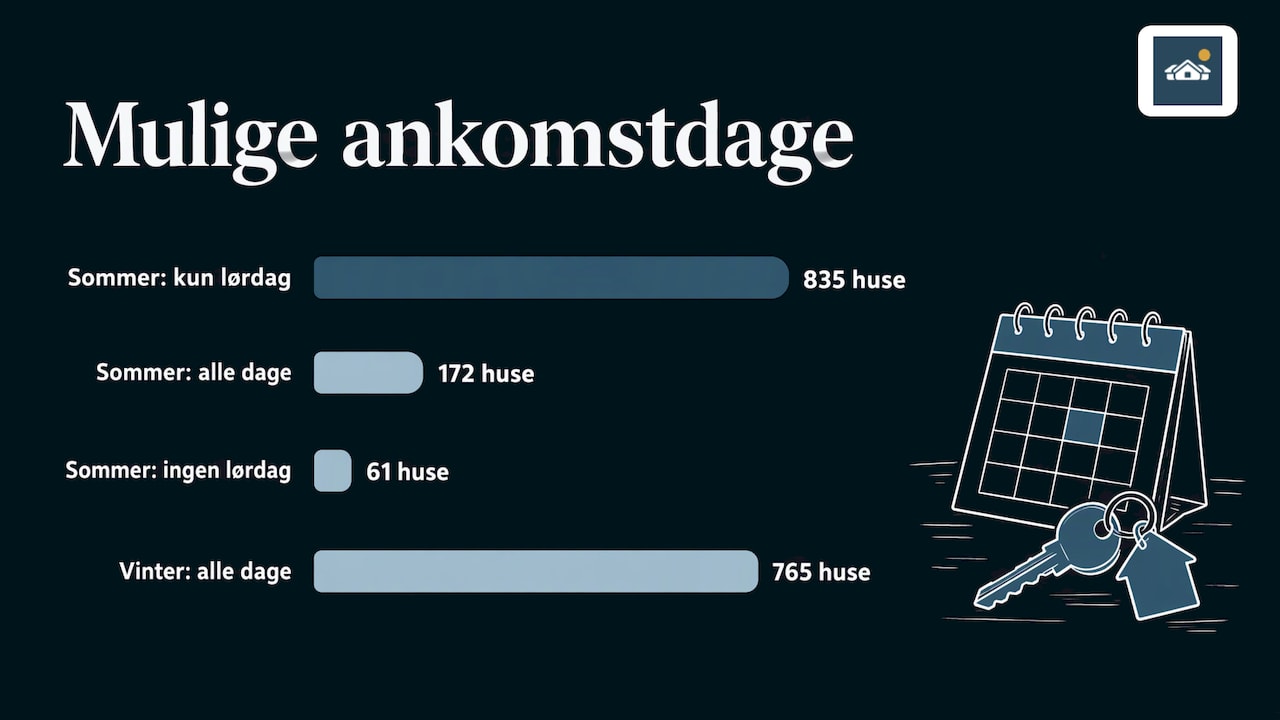 Mulige ankomstdage
Sommer: kun lørdag 835 huse
Sommer: alle dage 172 huse
Sommer: ingen lørdag 61 huse
Vinter: alle dage 765 huse